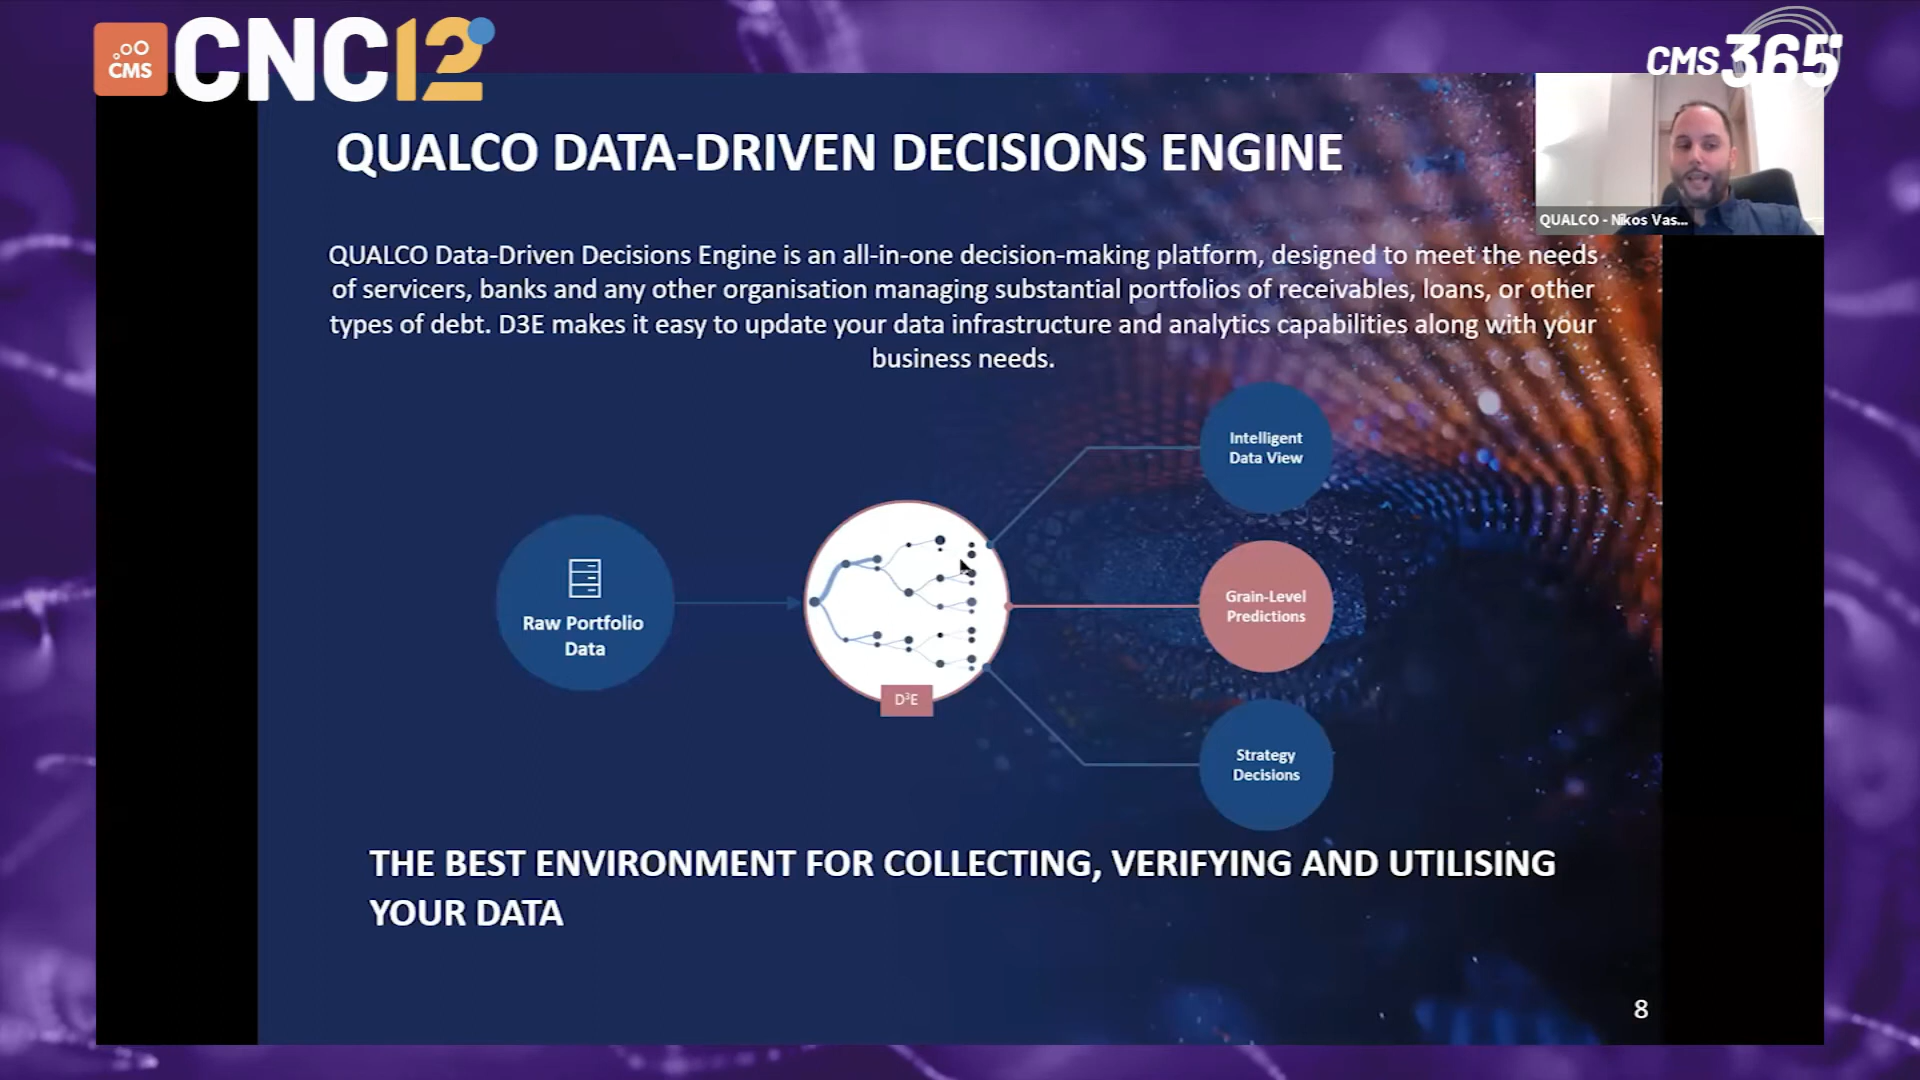 CMS
CNC12
CMS 365
QUALCO DATA-DRIVEN DECISIONS ENGINE
QUALCO - Nikos Vas...
QUALCO Data-Driven Decisions Engine is an all-in-one decision-making platform, designed to meet the needs
of servicers, banks and any other organisation managing substantial portfolios of receivables, loans, or other
types of debt. D3E makes it easy to update your data infrastructure and analytics capabilities along with your
business needs.
Intelligent
Data View
Raw Portfolio
Data
D³E
Grain-Level
Predictions
Strategy
Decisions
THE BEST ENVIRONMENT FOR COLLECTING, VERIFYING AND UTILISING
YOUR DATA
8